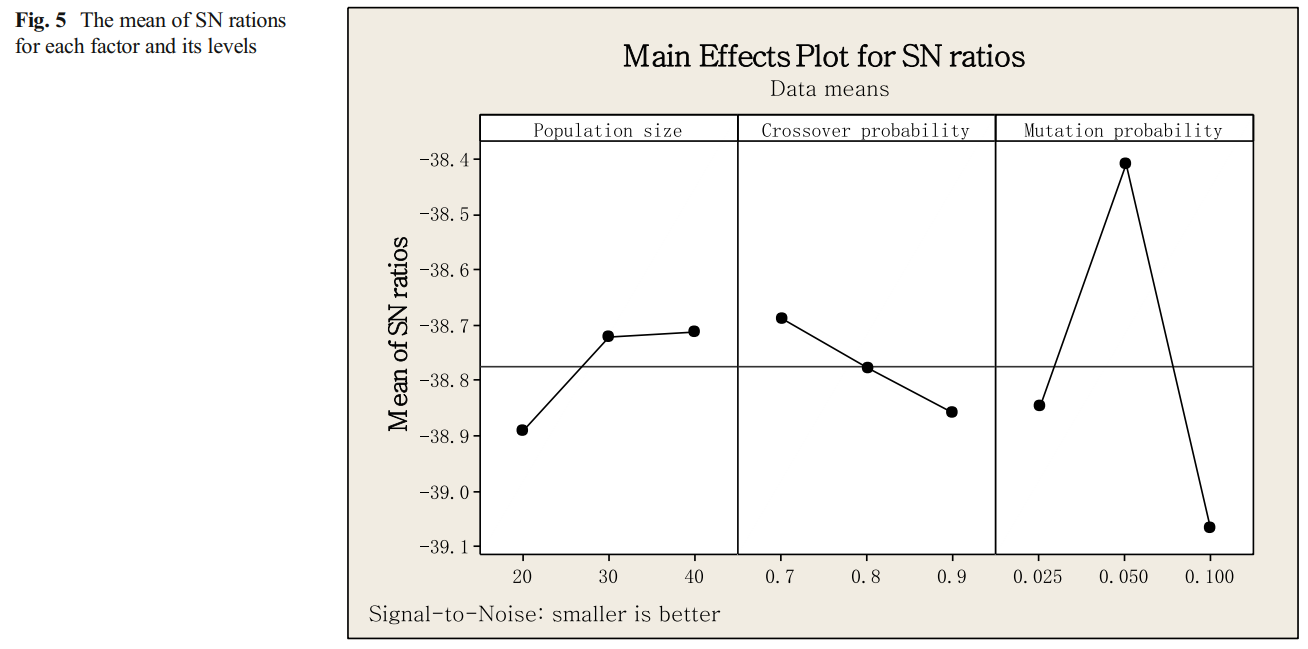 Fig. 5 The mean of SN rations
for each factor and its levels
Main Effects Plot for SN ratios
Data means
Population size Crossover probability Mutation probability
Mean of SN ratios
-38.4
-38.5
-38.6
-38.7
-38.8
-38.9
-39.0
-39.1
20 30 40 0.7 0.8 0.9 0.025 0.050 0.100
Signal-to-Noise: smaller is better